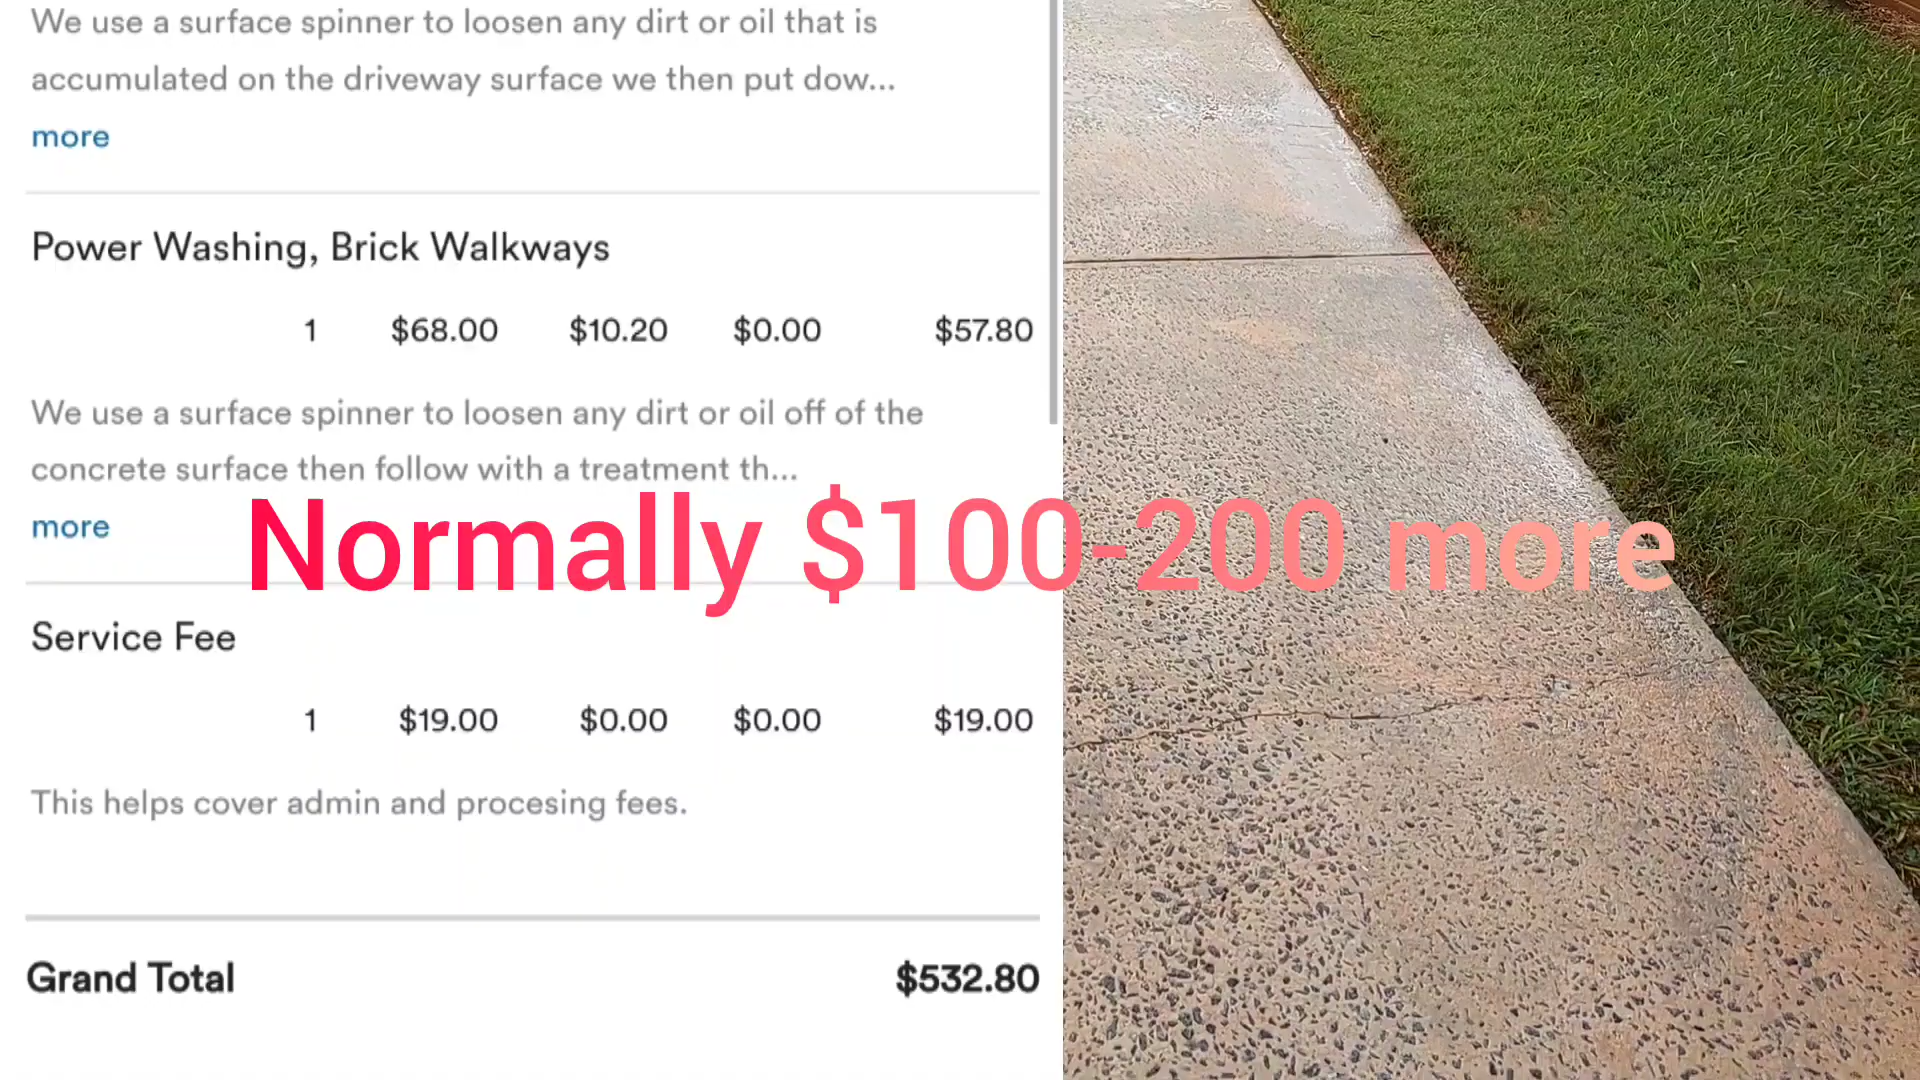 We use a surface spinner to loosen any dirt or oil that is
accumulated on the driveway surface we then put dow...
more
Power Washing, Brick Walkways
1 $68.00 $10.20 $0.00 $57.80
We use a surface spinner to loosen any dirt or oil off of the
concrete surface then follow with a treatment th...
more
Normally $100-200 more
Service Fee
1 $19.00 $0.00 $0.00 $19.00
This helps cover admin and procesing fees.
Grand Total $532.80